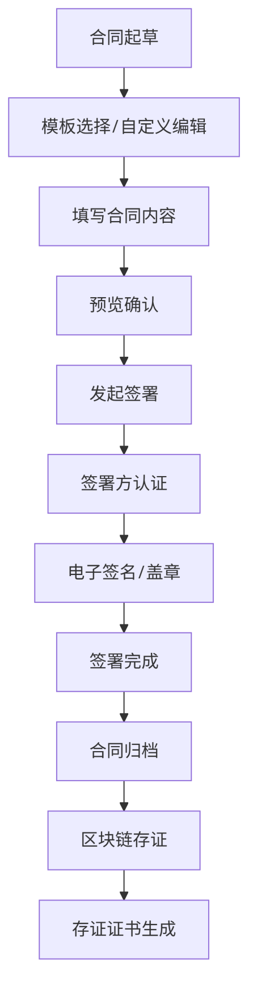 合同起草
模板选择/自定义编辑
填写合同内容
预览确认
发起签署
签署方认证
电子签名/盖章
签署完成
合同归档
区块链存证
存证证书生成